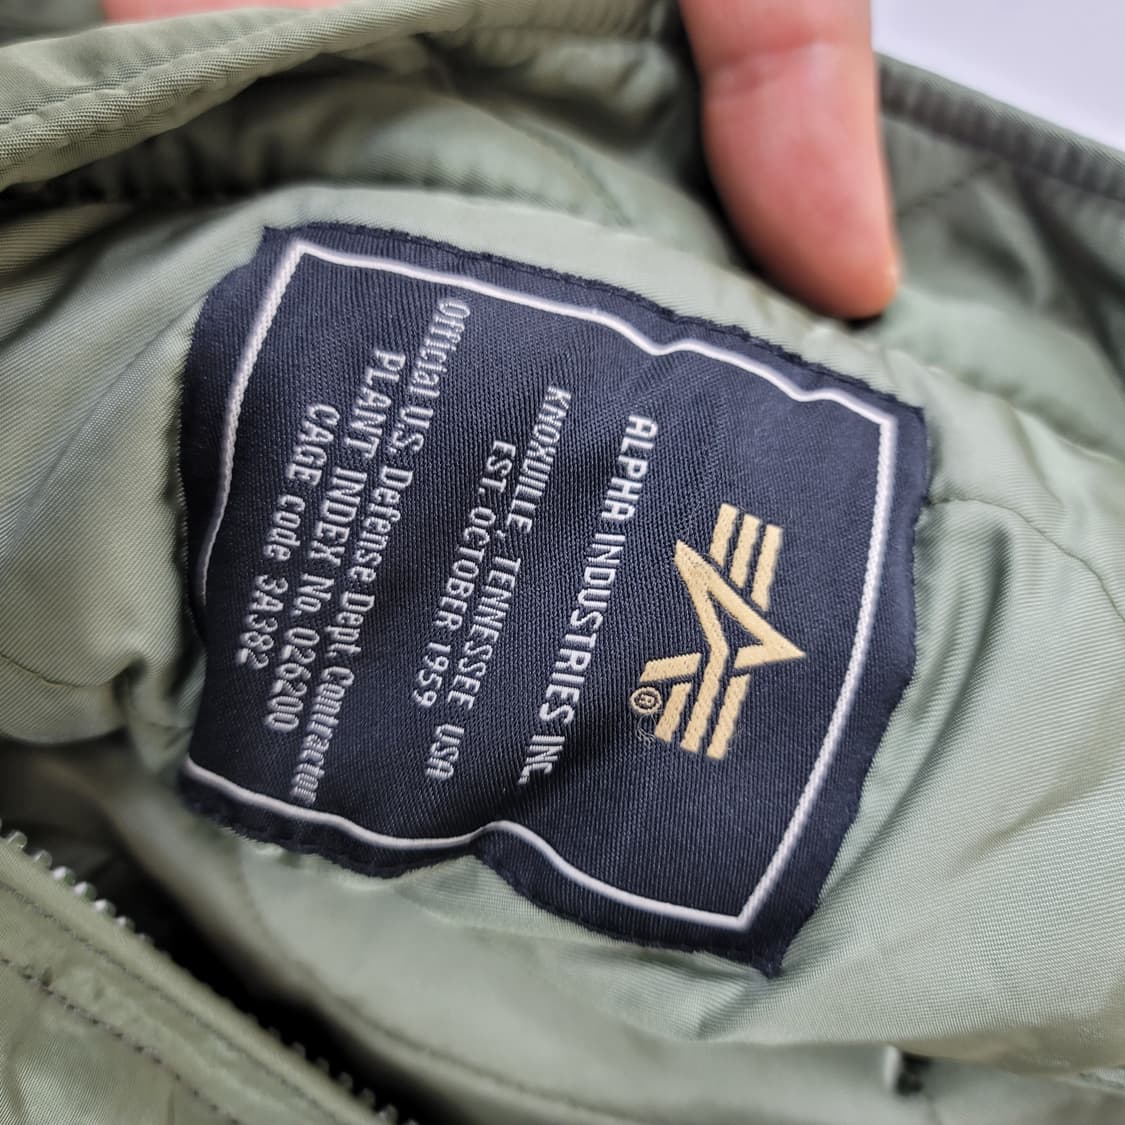 ALPHA INDUSTRIES INC.
KNOXVILLE, TENNESSEE USA
EST. OCTOBER 1959
Official U.S. Defense Dept. Contractor
PLANT INDEX No. 026200
CAGE code 3A382